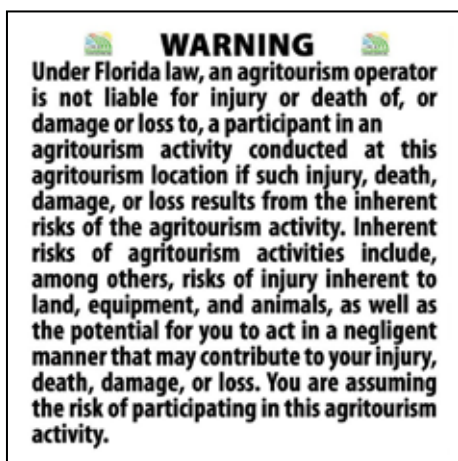 WARNING
Under Florida law, an agritourism operator
is not liable for injury or death of, or
damage or loss to, a participant in an
agritourism activity conducted at this
agritourism location if such injury, death,
damage, or loss results from the inherent
risks of the agritourism activity. Inherent
risks of agritourism activities include,
among others, risks of injury inherent to
land, equipment, and animals, as well as
the potential for you to act in a negligent
manner that may contribute to your injury,
death, damage, or loss. You are assuming
the risk of participating in this agritourism
activity.